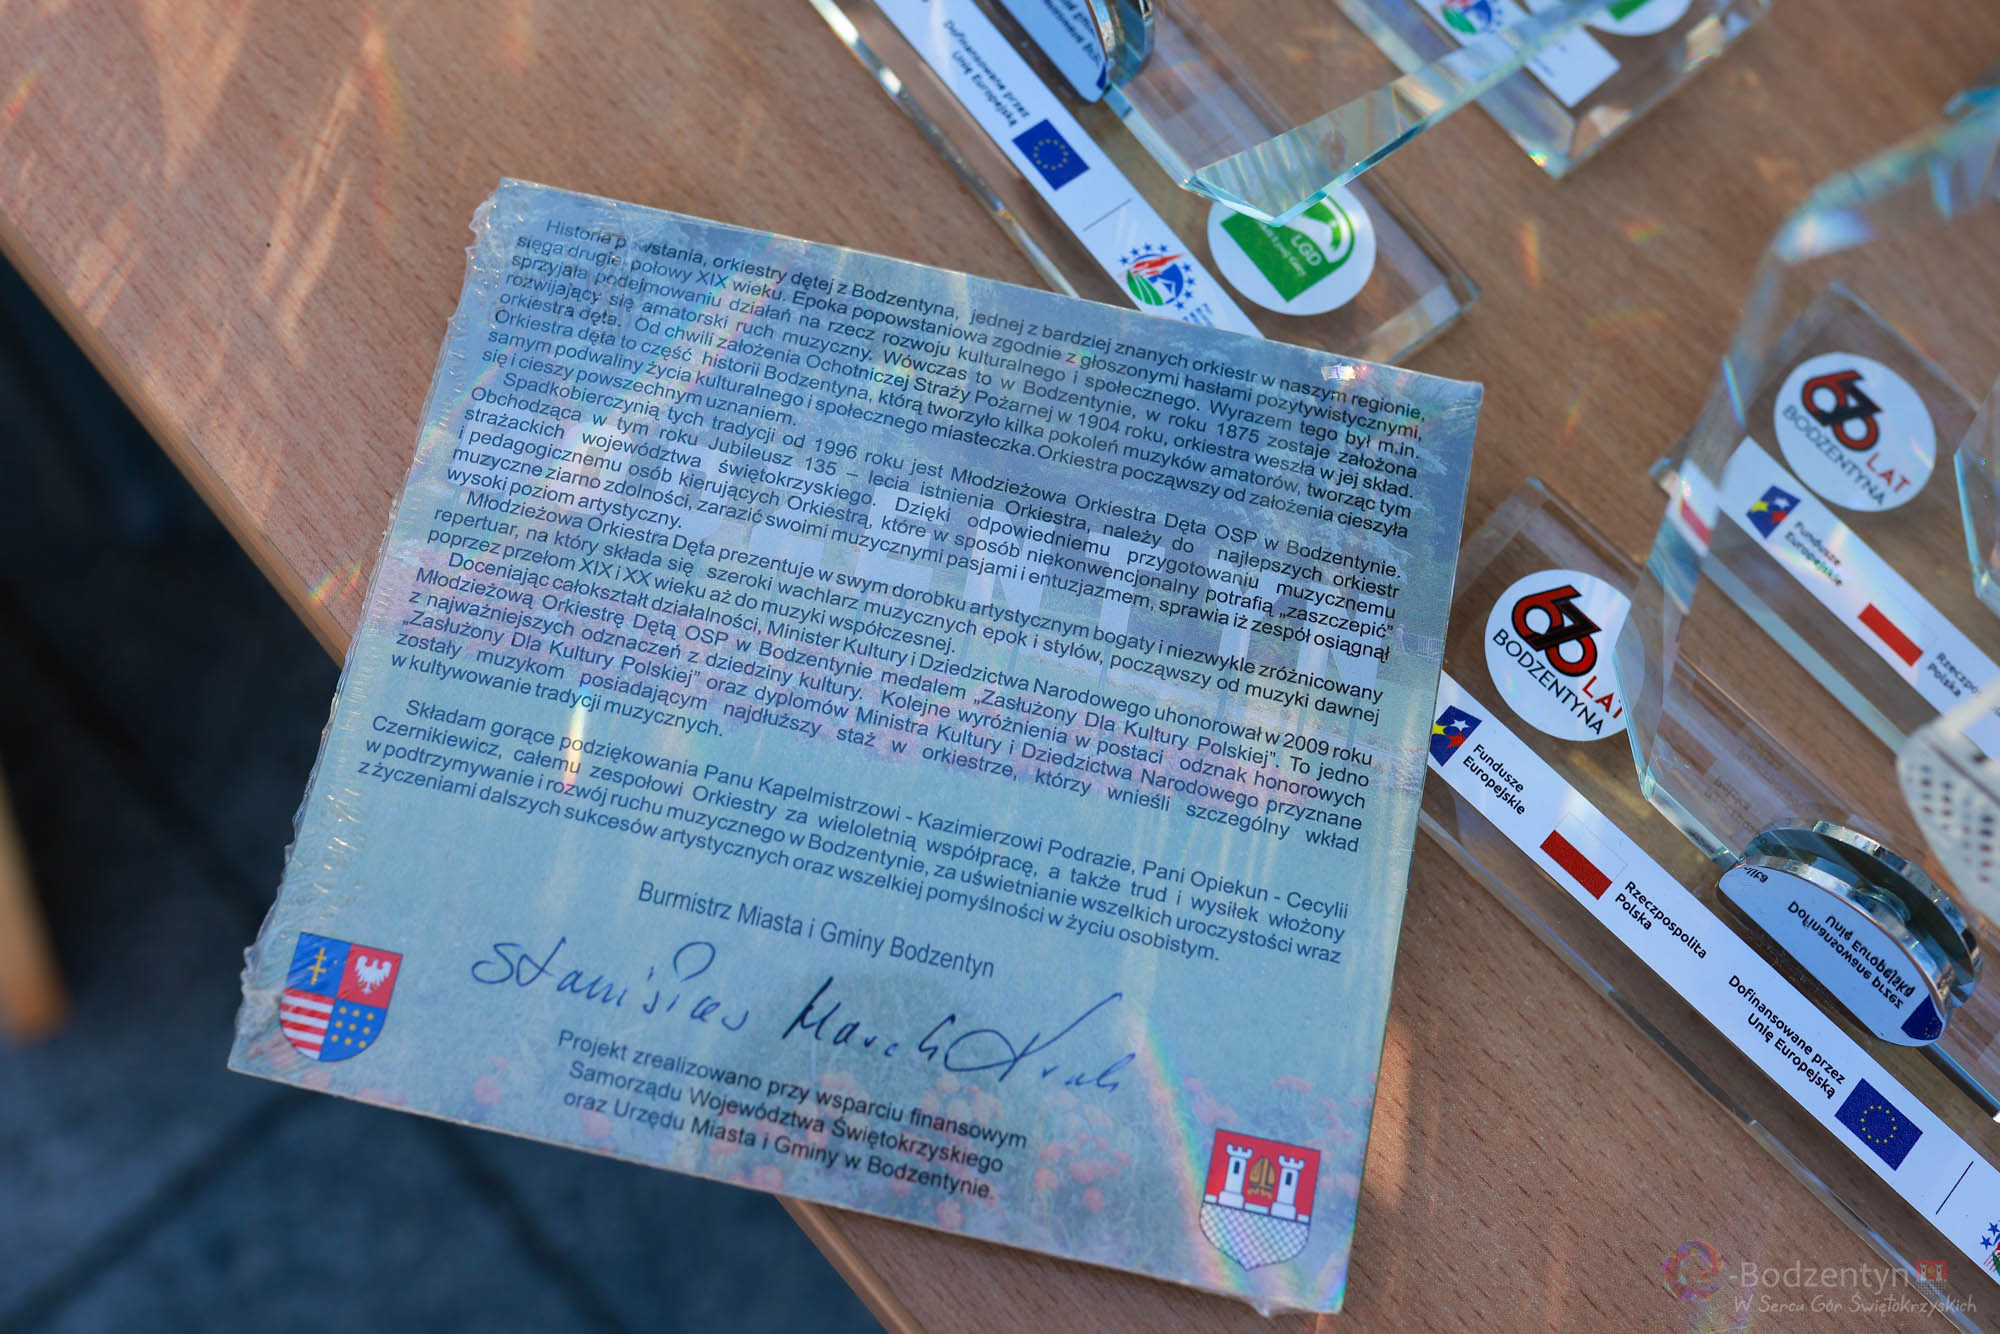 Historia powstania, orkiestry dętej z Bodzentyna, jednej z bardziej znanych orkiestr w naszym regionie,
sięga drugiej połowy XIX wieku. Epoka popowstaniowa zgodnie z głoszonymi hasłami pozytywistycznymi,
sprzyjała podejmowaniu działań na rzecz rozwoju kulturalnego i społecznego. Wyrazem tego był m.in.
rozwijający się amatorski ruch muzyczny. Wówczas to w Bodzentynie, w roku 1875 zostaje założona
orkiestra dęta. Od chwili założenia Ochotniczej Straży Pożarnej w 1904 roku, orkiestra weszła w jej skład.
Orkiestra dęta to część historii Bodzentyna, którą tworzyło kilka pokoleń muzyków amatorów, tworząc tym
samym podwaliny życia kulturalnego i społecznego miasteczka. Orkiestra począwszy od założenia cieszyła
się i cieszy powszechnym uznaniem.
Spadkobierczynią tych tradycji od 1996 roku jest Młodzieżowa Orkiestra Dęta OSP w Bodzentynie.
Obchodząca w tym roku Jubileusz 135 – lecia istnienia Orkiestra, należy do najlepszych orkiestr
strażackich województwa świętokrzyskiego. Dzięki odpowiedniemu przygotowaniu muzycznemu
i pedagogicznemu osób kierujących Orkiestrą, które w sposób niekonwencjonalny potrafią „zaszczepić”
muzyczne ziarno zdolności, zarazić swoimi muzycznymi pasjami i entuzjazmem, sprawia iż zespół osiągnął
wysoki poziom artystyczny.
Młodzieżowa Orkiestra Dęta prezentuje w swym dorobku artystycznym bogaty i niezwykle zróżnicowany
repertuar, na który składa się szeroki wachlarz muzycznych epok i stylów, począwszy od muzyki dawnej
poprzez przełom XIX i XX wieku aż do muzyki współczesnej.
Doceniając całokształt działalności, Minister Kultury i Dziedzictwa Narodowego uhonorował w 2009 roku
Młodzieżową Orkiestrę Dętą OSP w Bodzentynie medalem „Zasłużony Dla Kultury Polskiej”. To jedno
z najważniejszych odznaczeń z dziedziny kultury. Kolejne wyróżnienia w postaci odznak honorowych
„Zasłużony Dla Kultury Polskiej” oraz dyplomów Ministra Kultury i Dziedzictwa Narodowego przyznane
zostały muzykom posiadającym najdłuższy staż w orkiestrze, którzy wnieśli szczególny wkład
w kultywowanie tradycji muzycznych.
Składam gorące podziękowania Panu Kapelmistrzowi - Kazimierzowi Podrazie, Pani Opiekun - Cecylii
Czernikiewicz, całemu zespołowi Orkiestry za wieloletnią współpracę, a także trud i wysiłek włożony
w podtrzymywanie i rozwój ruchu muzycznego w Bodzentynie, za uświetnianie wszelkich uroczystości wraz
z życzeniami dalszych sukcesów artystycznych oraz wszelkiej pomyślności w życiu osobistym.
Burmistrz Miasta i Gminy Bodzentyn
Stanisław
Projekt zrealizowano przy wsparciu finansowym
Samorządu Województwa Świętokrzyskiego
oraz Urzędu Miasta i Gminy w Bodzentynie.
Dofinansowane przez
Unię Europejską
LGD
670 LAT
BODZENTYNA
Fundusze
Europejskie
Rzeczpospolita
Polska
Dofinansowane przez
Unię Europejską
670 LAT
BODZENTYNA
Fundusze
Europejskie
Polska
Dofinansowane przez
Unię Europejską
e-Bodzentyn
W Sercu Gór Świętokrzyskich